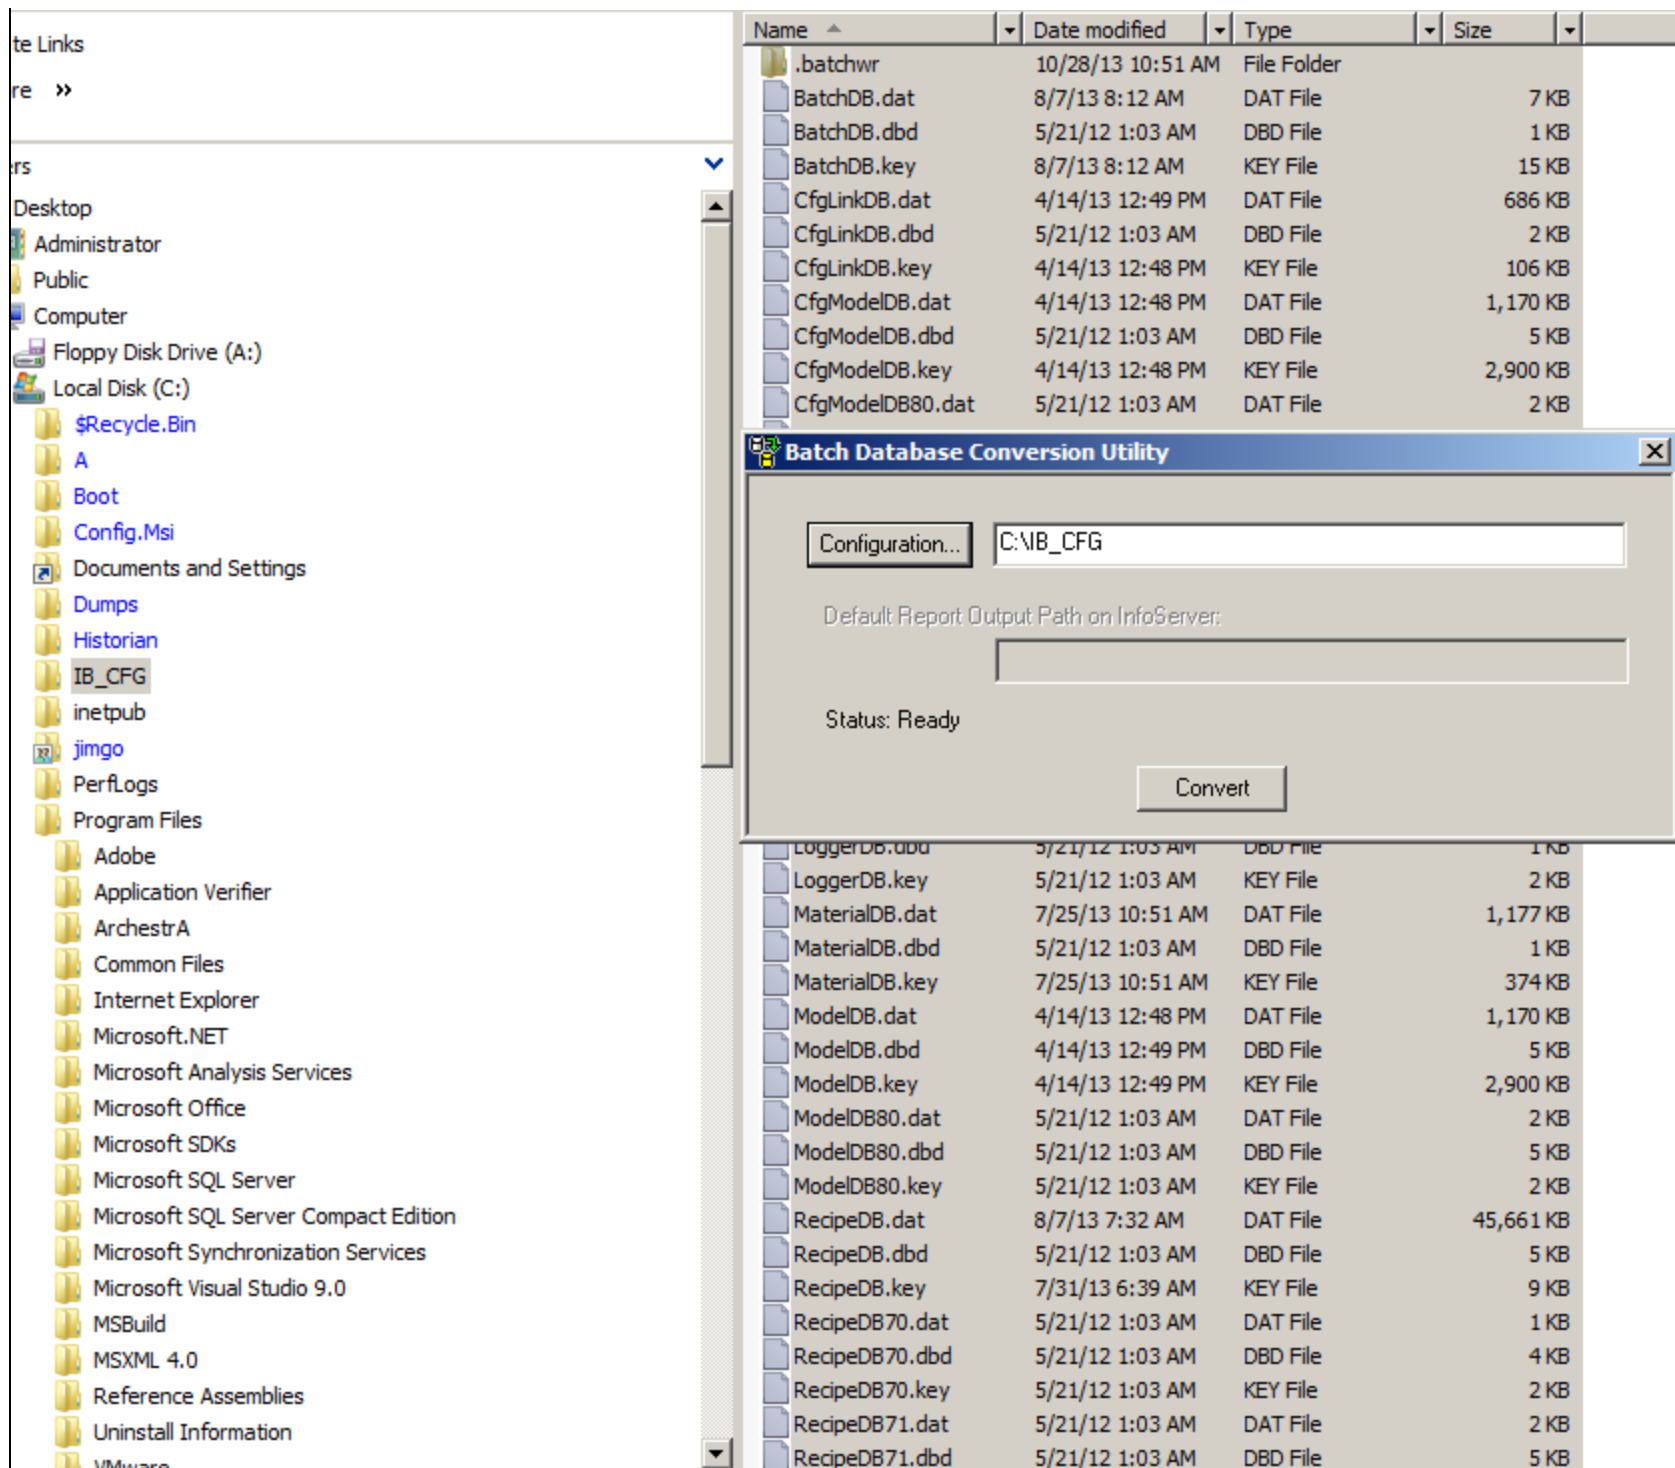 te Links
re »
rs
Desktop
Administrator
Public
Computer
Floppy Disk Drive (A:)
Local Disk (C:)
$Recycle.Bin
A
Boot
Config.Msi
Documents and Settings
Dumps
Historian
IB_CFG
inetpub
jimgo
PerfLogs
Program Files
Adobe
Application Verifier
ArchestrA
Common Files
Internet Explorer
Microsoft.NET
Microsoft Analysis Services
Microsoft Office
Microsoft SDKs
Microsoft SQL Server
Microsoft SQL Server Compact Edition
Microsoft Synchronization Services
Microsoft Visual Studio 9.0
MSBuild
MSXML 4.0
Reference Assemblies
Uninstall Information
VMware
Name Date modified Type Size
.batchwr 10/28/13 10:51 AM File Folder
BatchDB.dat 8/7/13 8:12 AM DAT File 7 KB
BatchDB.dbd 5/21/12 1:03 AM DBD File 1 KB
BatchDB.key 8/7/13 8:12 AM KEY File 15 KB
CfgLinkDB.dat 4/14/13 12:49 PM DAT File 686 KB
CfgLinkDB.dbd 5/21/12 1:03 AM DBD File 2 KB
CfgLinkDB.key 4/14/13 12:48 PM KEY File 106 KB
CfgModelDB.dat 4/14/13 12:48 PM DAT File 1,170 KB
CfgModelDB.dbd 5/21/12 1:03 AM DBD File 5 KB
CfgModelDB.key 4/14/13 12:48 PM KEY File 2,900 KB
CfgModelDB80.dat 5/21/12 1:03 AM DAT File 2 KB
Batch Database Conversion Utility
Configuration... C:\IB_CFG
Default Report Output Path on InfoServer:
Status: Ready
Convert
LoggerDB.dbd 5/21/12 1:03 AM DBD File 1 KB
LoggerDB.key 5/21/12 1:03 AM KEY File 2 KB
MaterialDB.dat 7/25/13 10:51 AM DAT File 1,177 KB
MaterialDB.dbd 5/21/12 1:03 AM DBD File 1 KB
MaterialDB.key 7/25/13 10:51 AM KEY File 374 KB
ModelDB.dat 4/14/13 12:48 PM DAT File 1,170 KB
ModelDB.dbd 4/14/13 12:49 PM DBD File 5 KB
ModelDB.key 4/14/13 12:49 PM KEY File 2,900 KB
ModelDB80.dat 5/21/12 1:03 AM DAT File 2 KB
ModelDB80.dbd 5/21/12 1:03 AM DBD File 5 KB
ModelDB80.key 5/21/12 1:03 AM KEY File 2 KB
RecipeDB.dat 8/7/13 7:32 AM DAT File 45,661 KB
RecipeDB.dbd 5/21/12 1:03 AM DBD File 5 KB
RecipeDB.key 7/31/13 6:39 AM KEY File 9 KB
RecipeDB70.dat 5/21/12 1:03 AM DAT File 1 KB
RecipeDB70.dbd 5/21/12 1:03 AM DBD File 4 KB
RecipeDB70.key 5/21/12 1:03 AM KEY File 2 KB
RecipeDB71.dat 5/21/12 1:03 AM DAT File 2 KB
RecipeDB71.dbd 5/21/12 1:03 AM DBD File 5 KB